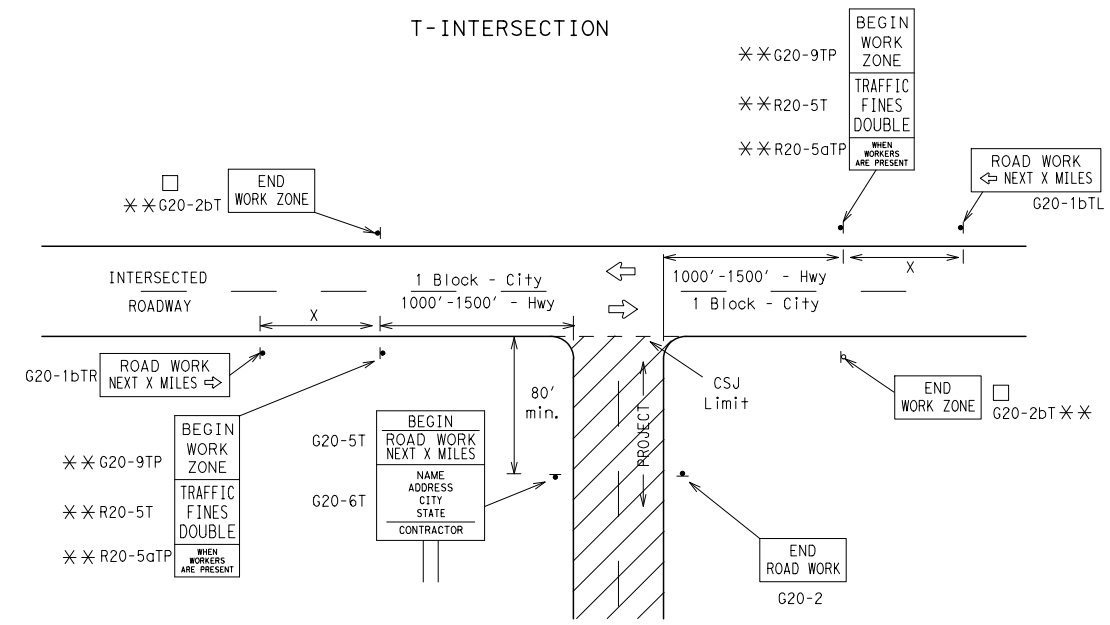 T-INTERSECTION
BEGIN
WORK
ZONE
TRAFFIC
FINES
DOUBLE
WHEN
WORKERS
ARE PRESENT
** G20-9TP
** R20-5T
** R20-5aTP
ROAD WORK
⇦ NEXT X MILES
G20-1bTL
END
WORK ZONE
□
** G20-2bT
INTERSECTED
ROADWAY
1 Block - City
1000'-1500' - Hwy
X
1000'-1500' - Hwy
1 Block - City
X
G20-1bTR
ROAD WORK
NEXT X MILES ⇨
80'
min.
PROJECT
CSJ
Limit
END
WORK ZONE
□
G20-2bT **
BEGIN
WORK
ZONE
TRAFFIC
FINES
DOUBLE
WHEN
WORKERS
ARE PRESENT
** G20-9TP
** R20-5T
** R20-5aTP
G20-5T
BEGIN
ROAD WORK
NEXT X MILES
G20-6T
NAME
ADDRESS
CITY
STATE
CONTRACTOR
END
ROAD WORK
G20-2